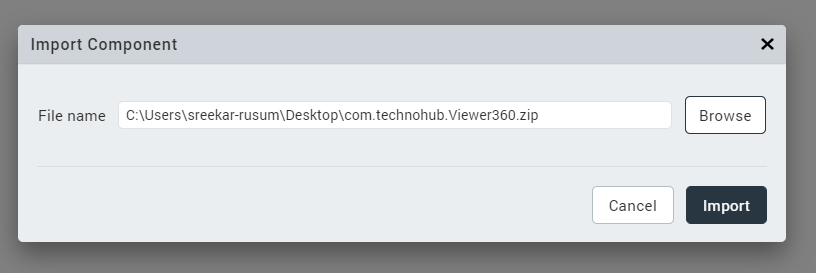 Import Component
File name C:\Users\sreekar-rusum\Desktop\com.technohub.Viewer360.zip Browse
Cancel Import